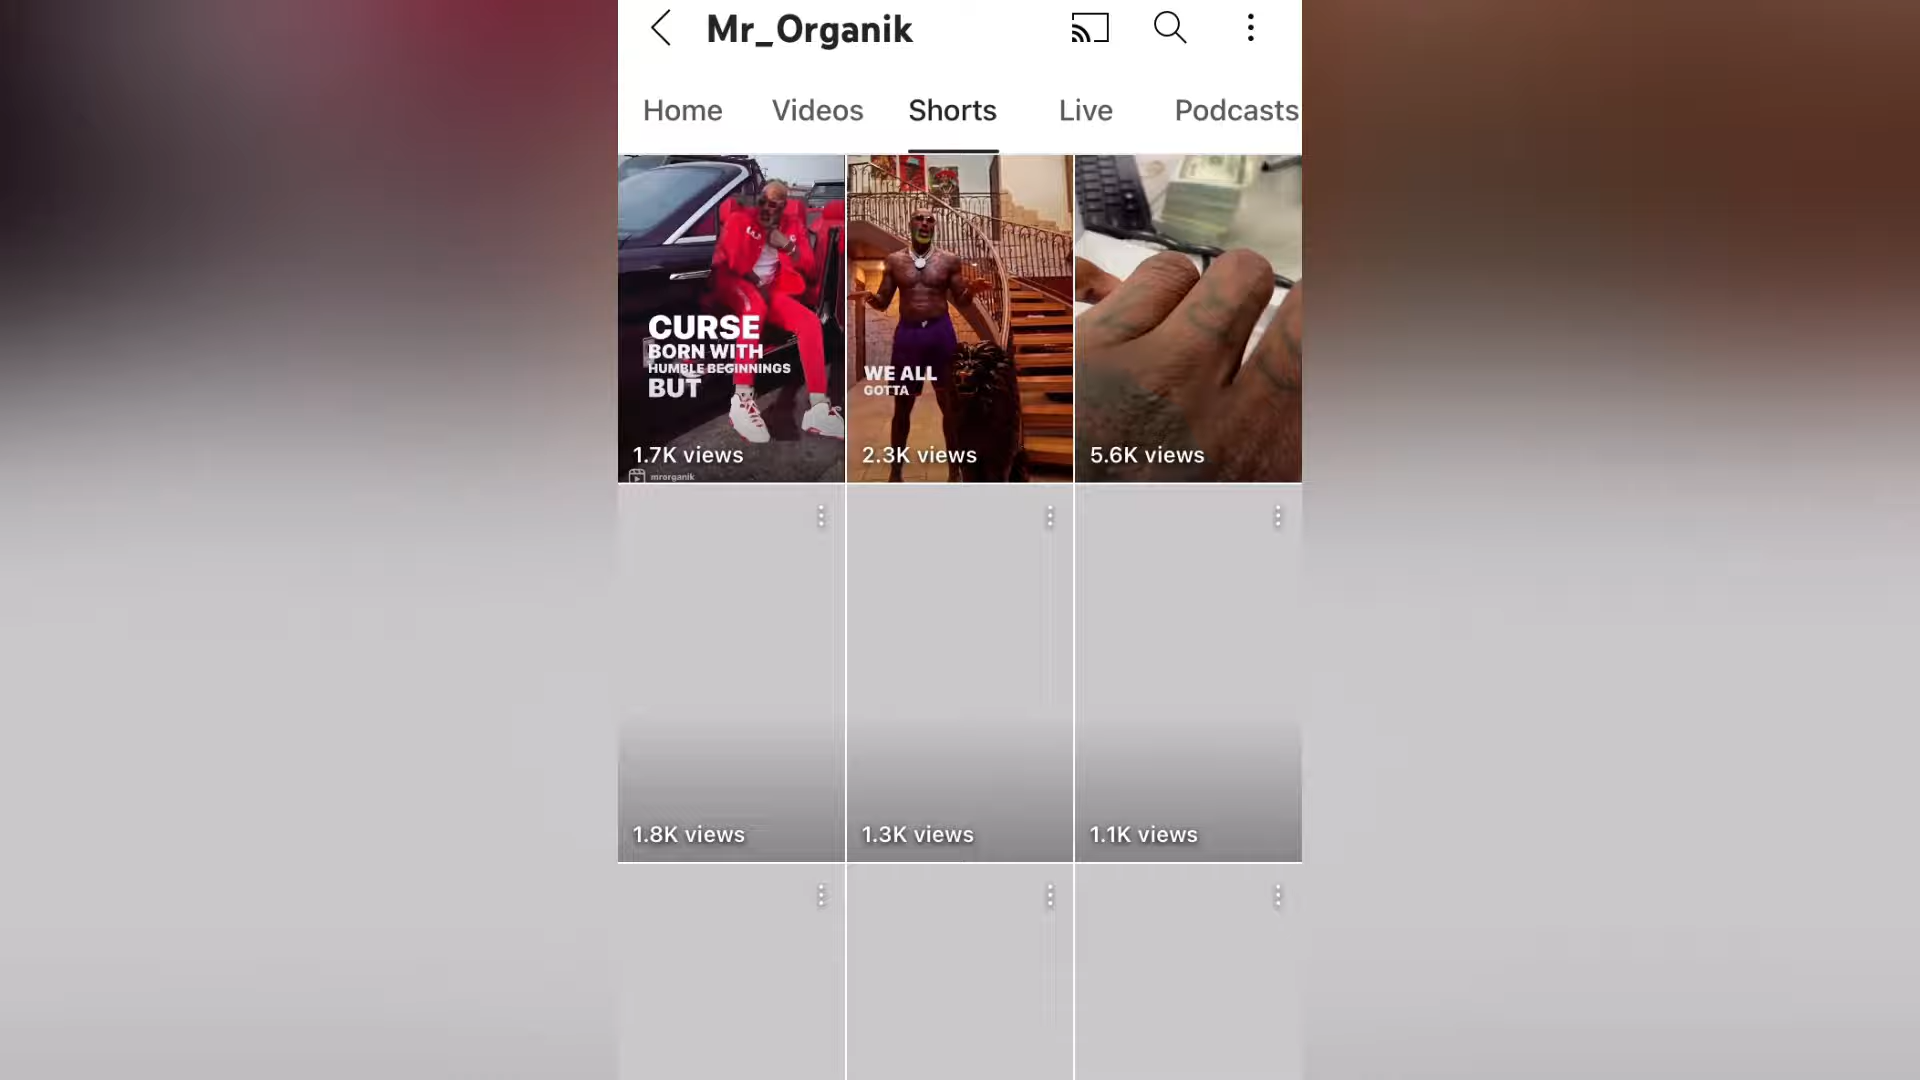 Mr_Organik
Home Videos Shorts Live Podcasts
CURSE
BORN WITH
HUMBLE BEGINNINGS
BUT
1.7K views
mrorganik
WE ALL
GOTTA
2.3K views
5.6K views
1.8K views
1.3K views
1.1K views